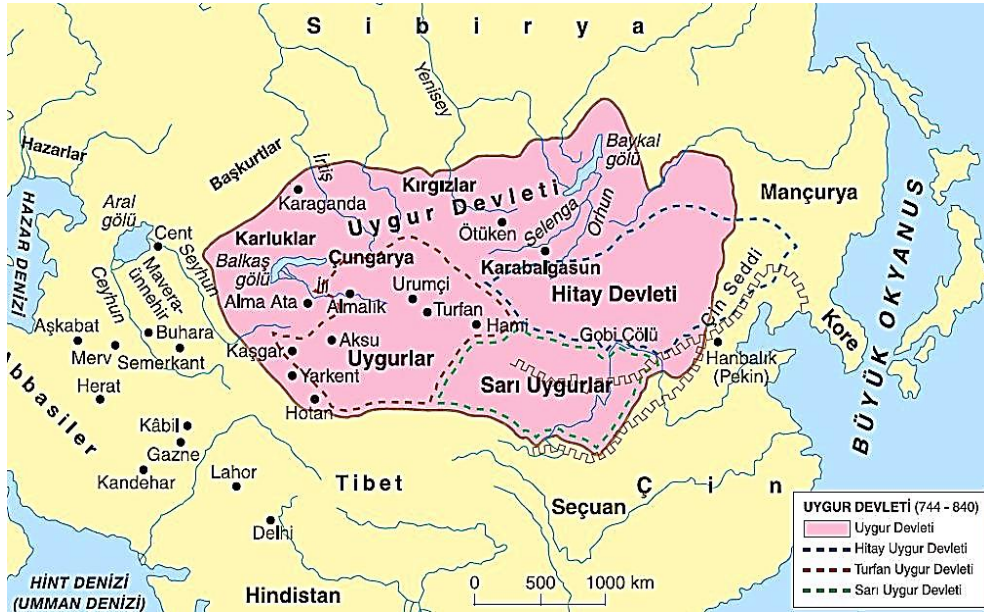 Sibirya
Hazarlar
HAZAR DENİZİ
Aral
gölü
Başkurtlar
İrtiş
Yenisey
Karaganda
Kırgızlar
Uygur Devleti
Baykal
gölü
Ötüken
Selenga
Orhun
Mançurya
Karluklar
Balkaş
gölü
Çungarya
Karabalgasun
Hitay Devleti
Cent
Seyhun
Mavera-
ünnehir
Ceyhun
İli
Alma Ata
Almalık
Urumçi
Turfan
Hami
Gobi Çölü
Çin Seddi
Hanbalık
(Pekin)
Kore
BÜYÜK OKYANUS
Aşkabat
Merv
Buhara
Semerkant
Herat
Kaşgar
Aksu
Uygurlar
Yarkent
Hotan
Sarı Uygurlar
bbasiler
Kâbil
Gazne
Kandehar
Lahor
Delhi
Tibet
Seçuan
Çin
Hindistan
HİNT DENİZİ
(UMMAN DENİZİ)
0 500 1000 km
UYGUR DEVLETİ (744 - 840)
Uygur Devleti
Hitay Uygur Devleti
Turfan Uygur Devleti
Sarı Uygur Devleti